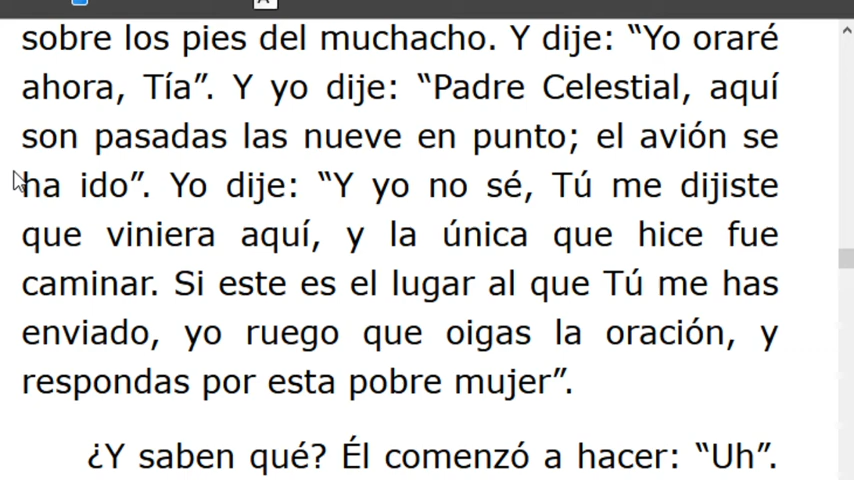 sobre los pies del muchacho. Y dije: “Yo oraré
ahora, Tía”. Y yo dije: “Padre Celestial, aquí
son pasadas las nueve en punto; el avión se
ha ido”. Yo dije: “Y yo no sé, Tú me dijiste
que viniera aquí, y la única que hice fue
caminar. Si este es el lugar al que Tú me has
enviado, yo ruego que oigas la oración, y
respondas por esta pobre mujer”.
¿Y saben qué? Él comenzó a hacer: “Uh”.